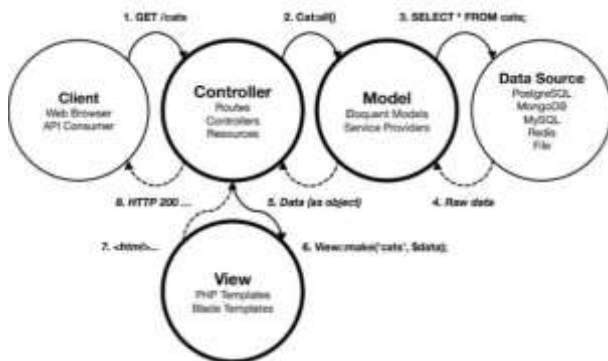 1. GET /cats
2. Cat:all()
3. SELECT * FROM cats;
Client
Web Browser
API Consumer
Controller
Routes
Controllers
Resources
Model
Eloquent Models
Service Providers
Data Source
PostgreSQL
MongoDB
MySQL
Redis
File
8. HTTP 200 ...
5. Data (as object)
4. Raw data
7. <html>...
6. View::make('cats', $data);
View
PHP Templates
Blade Templates